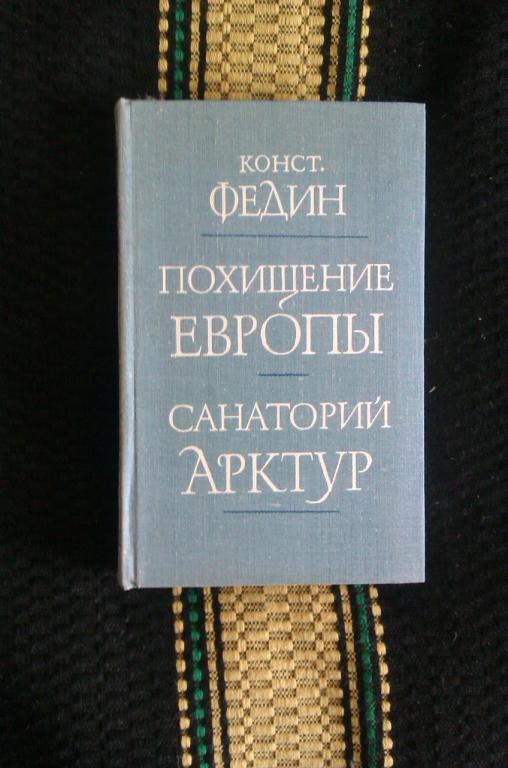 КОНСТ.
ФЕДИН
ПОХИЩЕНИЕ
ЕВРОПЫ
САНАТОРИЙ
АРКТУР